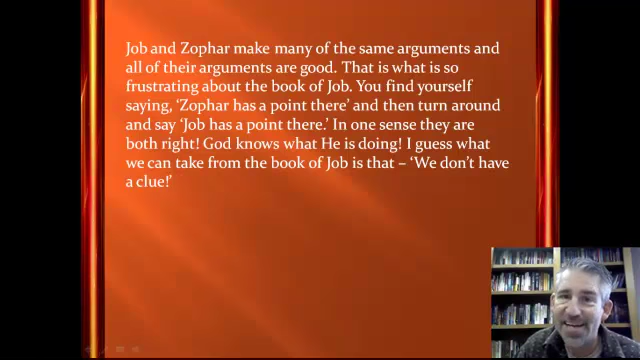 Job and Zophar make many of the same arguments and
all of their arguments are good. That is what is so
frustrating about the book of Job. You find yourself
saying, ‘Zophar has a point there’ and then turn around
and say ‘Job has a point there.’ In one sense they are
both right! God knows what He is doing! I guess what
we can take from the book of Job is that – ‘We don’t have
a clue!’